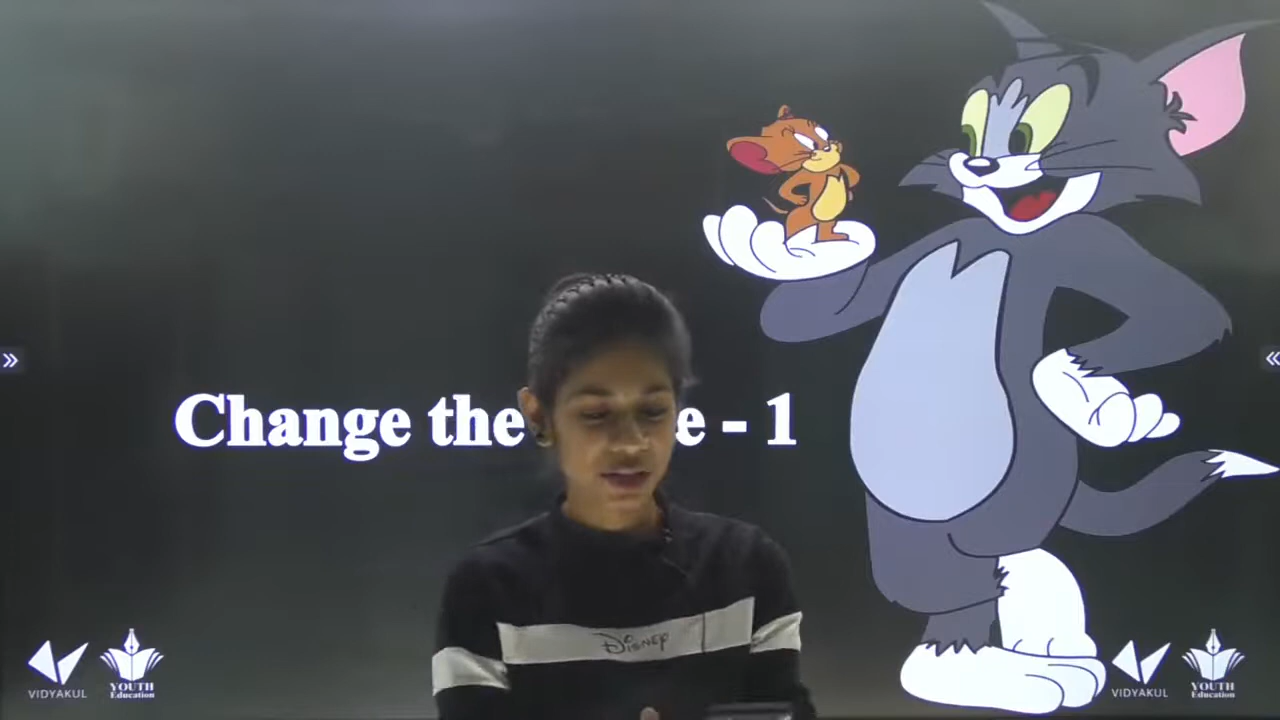 Change the
e - 1
DISNEY
VIDYAKUL
YOUTH
Education
VIDYAKUL
YOUTH
Education